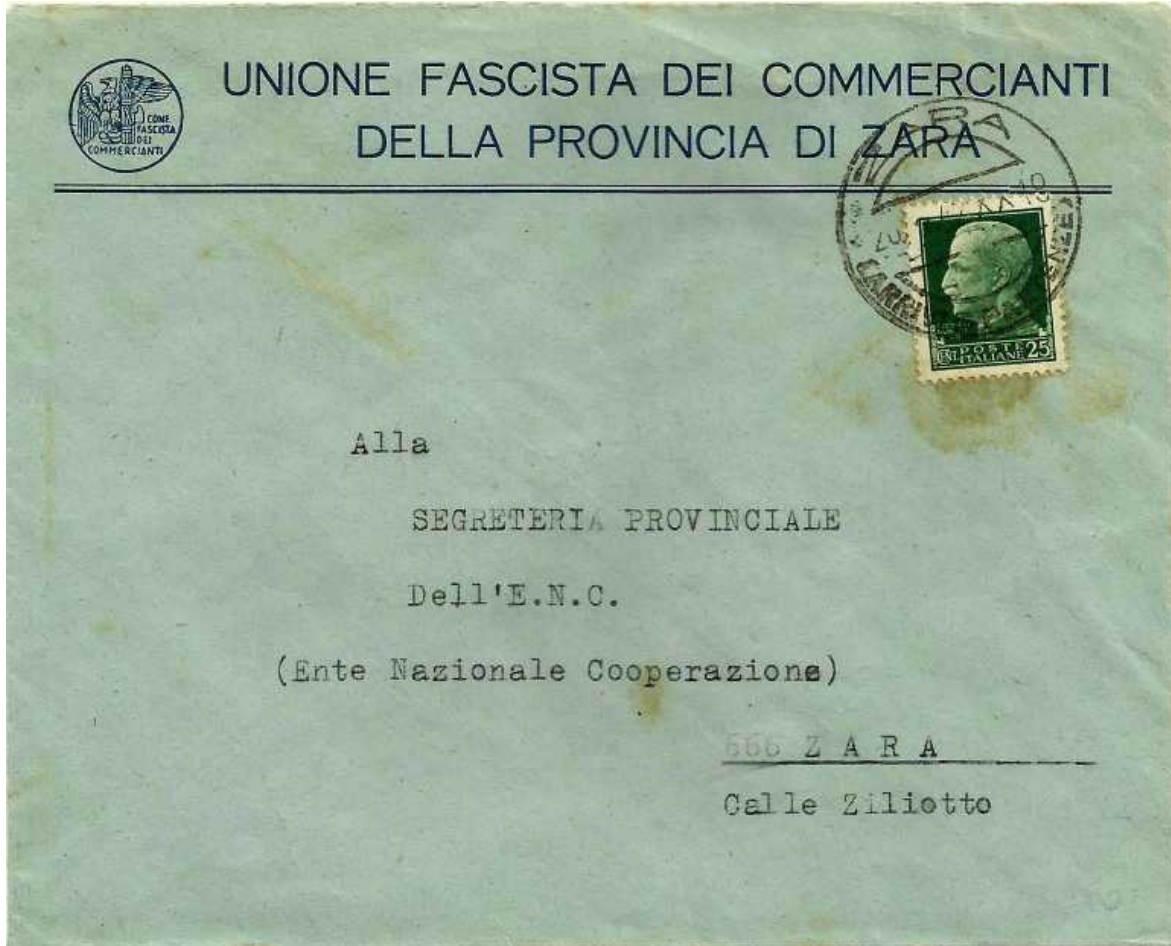 UNIONE FASCISTA DEI COMMERCIANTI
DELLA PROVINCIA DI ZARA
CONF.
FASCISTA
DEI
COMMERCIANTI
ZARA
POSTE
ITALIANE 25
Alla
SEGRETERIA PROVINCIALE
Dell'E.N.C.
(Ente Nazionale Cooperazione)
666 Z A R A
Calle Ziliotto